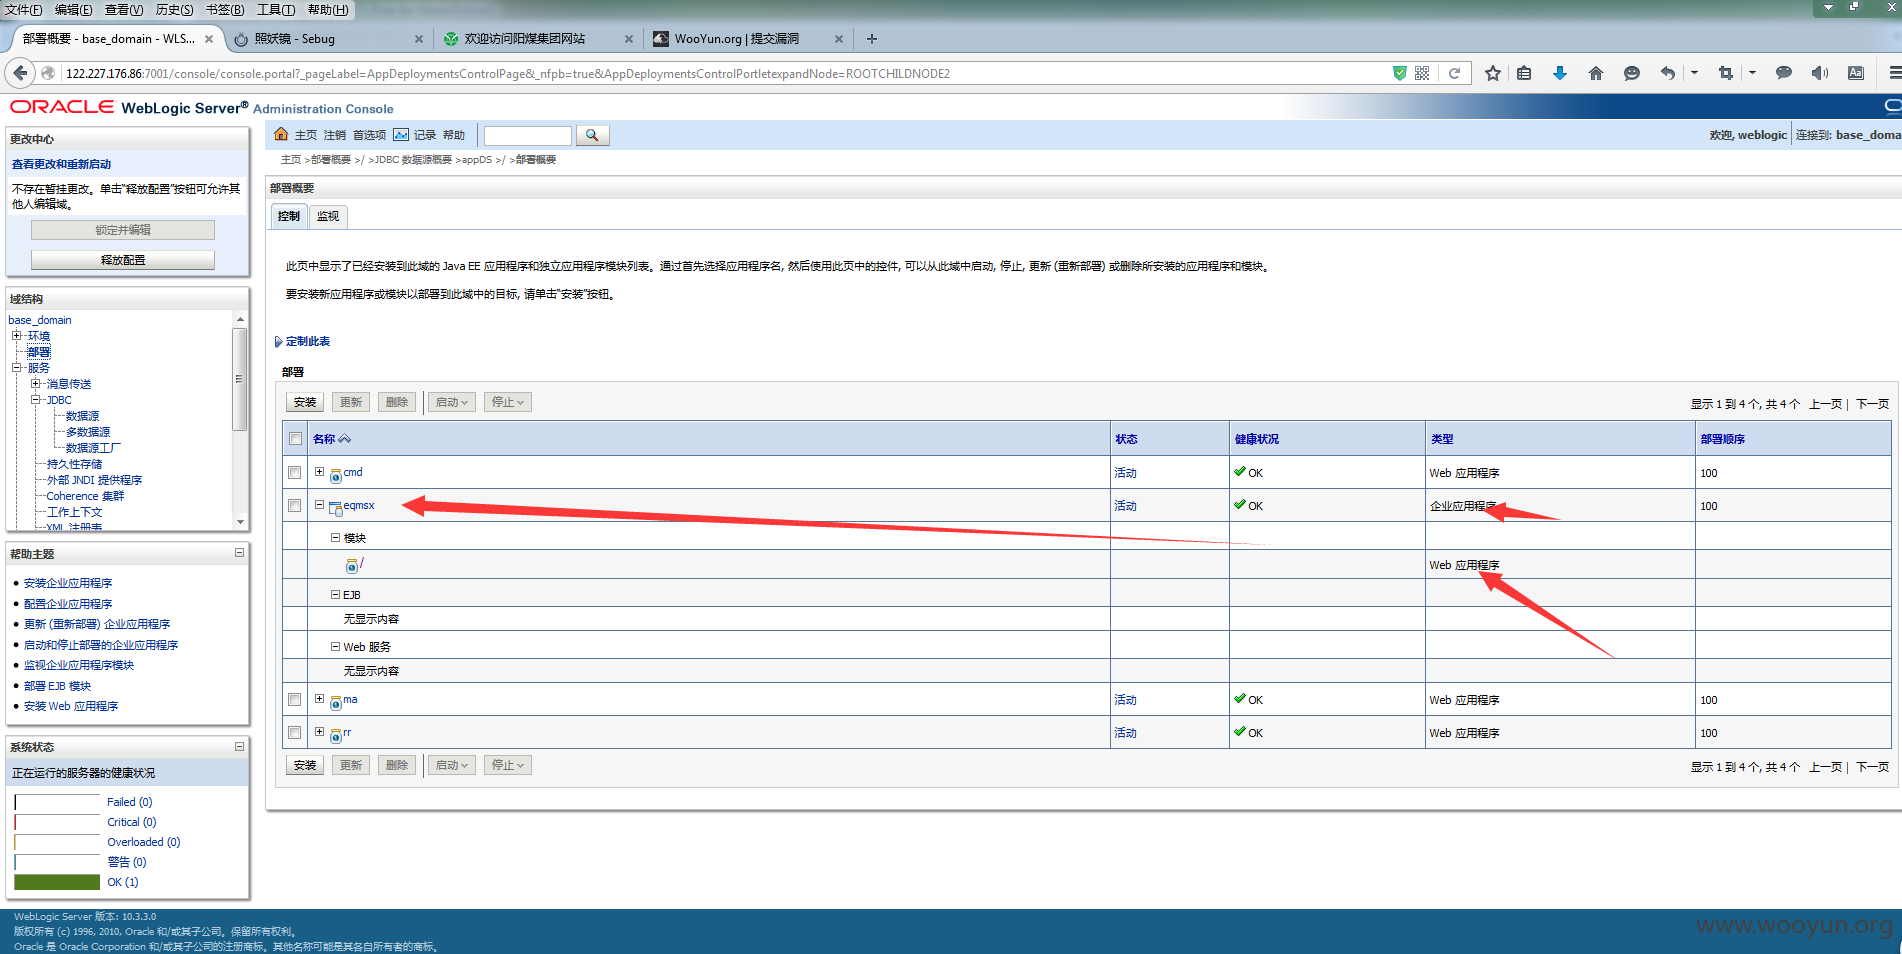 文件(F) 编辑(E) 查看(V) 历史(S) 书签(B) 工具(T) 帮助(H)
部署概要 - base_domain - WLS... × 照妖镜 - Sebug × 欢迎访问阳煤集团网站 × WooYun.org | 提交漏洞 × +
122.227.176.86:7001/console/console.portal?_pageLabel=AppDeploymentsControlPage&_nfpb=true&AppDeploymentsControlPortletexpandNode=ROOTCHILDNODE2
ORACLE WebLogic Server® Administration Console
更改中心
查看更改和重新启动
不存在暂挂更改。单击“释放配置”按钮可允许其
他人编辑域。
锁定并编辑
释放配置
域结构
base_domain
环境
部署
服务
消息传送
JDBC
数据源
多数据源
数据源工厂
持久性存储
外部 JNDI 提供程序
Coherence 集群
工作上下文
XML 注册表
帮助主题
安装企业应用程序
配置企业应用程序
更新 (重新部署) 企业应用程序
启动和停止部署的企业应用程序
监视企业应用程序模块
部署 EJB 模块
安装 Web 应用程序
系统状态
正在运行的服务器的健康状况
Failed (0)
Critical (0)
Overloaded (0)
警告 (0)
OK (1)
主页 注销 首选项 记录 帮助
欢迎, weblogic 连接到: base_doma
主页 >部署概要 >/ >JDBC 数据源概要 >appDS >/ >部署概要
部署概要
控制 监视
此页中显示了已经安装到此域的 Java EE 应用程序和独立应用程序模块列表。通过首先选择应用程序名, 然后使用此页中的控件, 可以从此域中启动, 停止, 更新 (重新部署) 或删除所安装的应用程序和模块。
要安装新应用程序或模块以部署到此域中的目标, 请单击“安装”按钮。
定制此表
部署
安装 更新 删除 启动 停止 显示 1 到 4 个, 共 4 个 上一页 | 下一页
名称 状态 健康状况 类型 部署顺序
cmd 活动 OK Web 应用程序 100
eqmsx 活动 OK 企业应用程序 100
模块
/ Web 应用程序
EJB
无显示内容
Web 服务
无显示内容
ma 活动 OK Web 应用程序 100
rr 活动 OK Web 应用程序 100
安装 更新 删除 启动 停止 显示 1 到 4 个, 共 4 个 上一页 | 下一页
WebLogic Server 版本: 10.3.3.0
版权所有 (c) 1996, 2010, Oracle 和/或其子公司。保留所有权利。
Oracle 是 Oracle Corporation 和/或其子公司的注册商标。其他名称可能是其各自所有者的商标。
www.wooyun.org